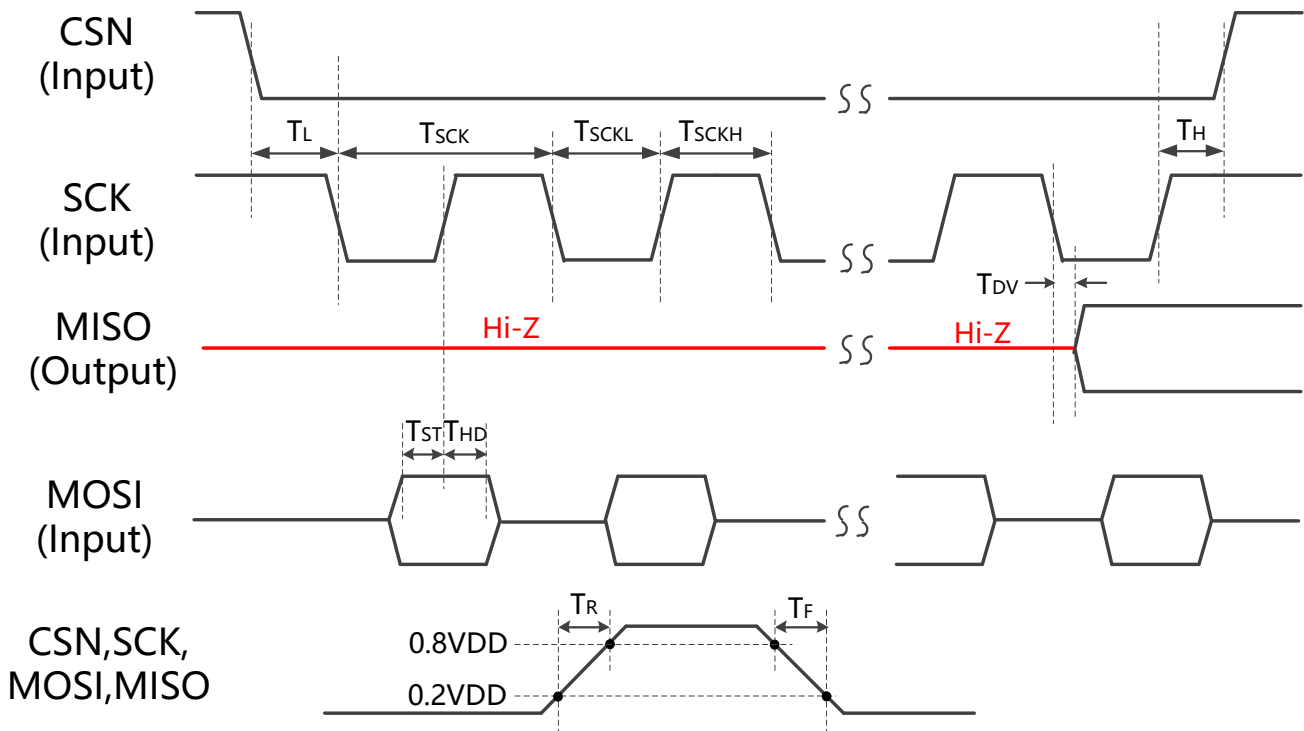 CSN
(Input)
TL
TSCK
TSCKL
TSCKH
TH
SCK
(Input)
TDV
MISO
(Output)
Hi-Z
Hi-Z
TST
THD
MOSI
(Input)
TR
TF
CSN,SCK,
MOSI,MISO
0.8VDD
0.2VDD